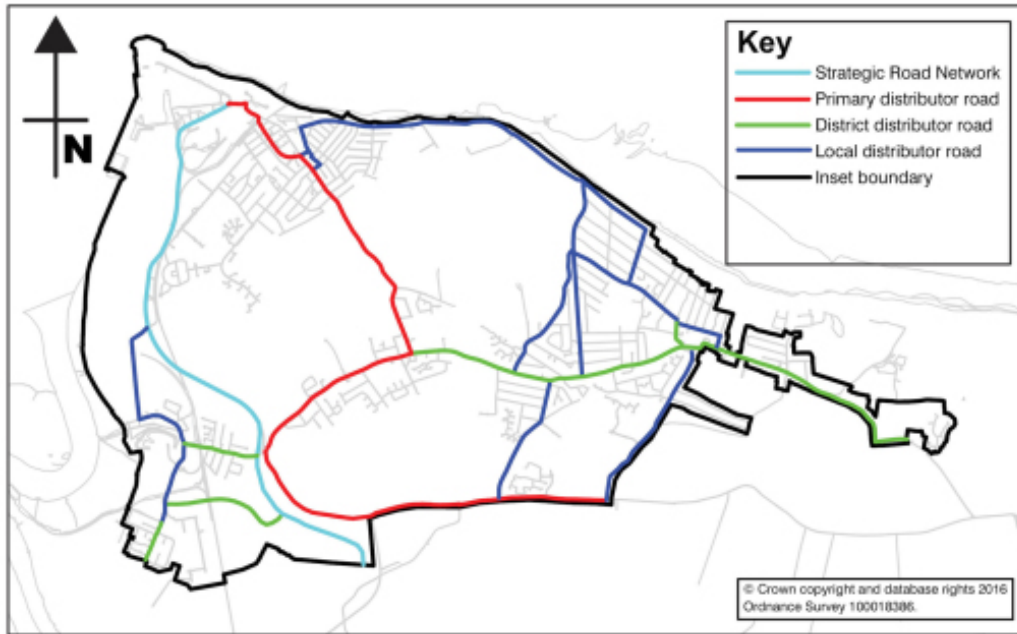 Key
Strategic Road Network
Primary distributor road
District distributor road
Local distributor road
Inset boundary
N
© Crown copyright and database rights 2016
Ordnance Survey 100018386.